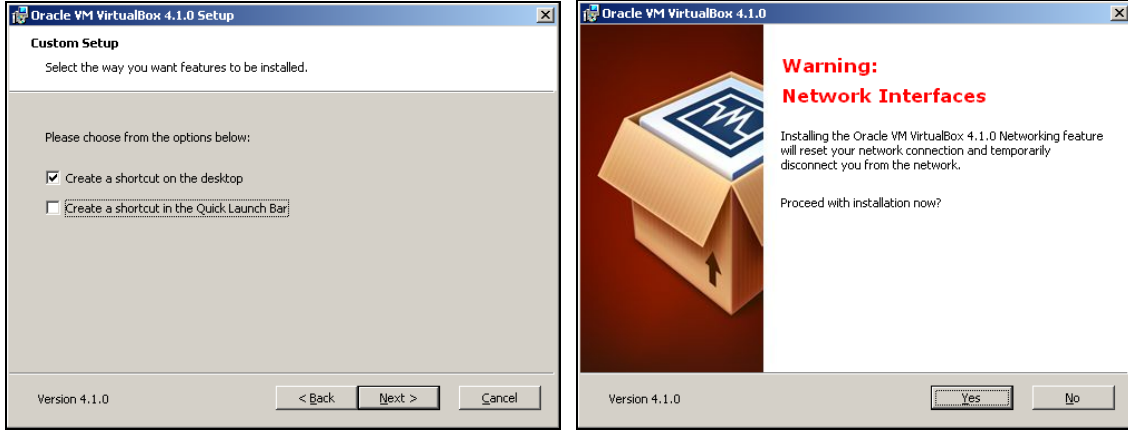 Oracle VM VirtualBox 4.1.0 Setup
Custom Setup
Select the way you want features to be installed.
Please choose from the options below:
Create a shortcut on the desktop
Create a shortcut in the Quick Launch Bar
Version 4.1.0
< Back
Next >
Cancel
Oracle VM VirtualBox 4.1.0
Warning:
Network Interfaces
Installing the Oracle VM VirtualBox 4.1.0 Networking feature
will reset your network connection and temporarily
disconnect you from the network.
Proceed with installation now?
Version 4.1.0
Yes
No